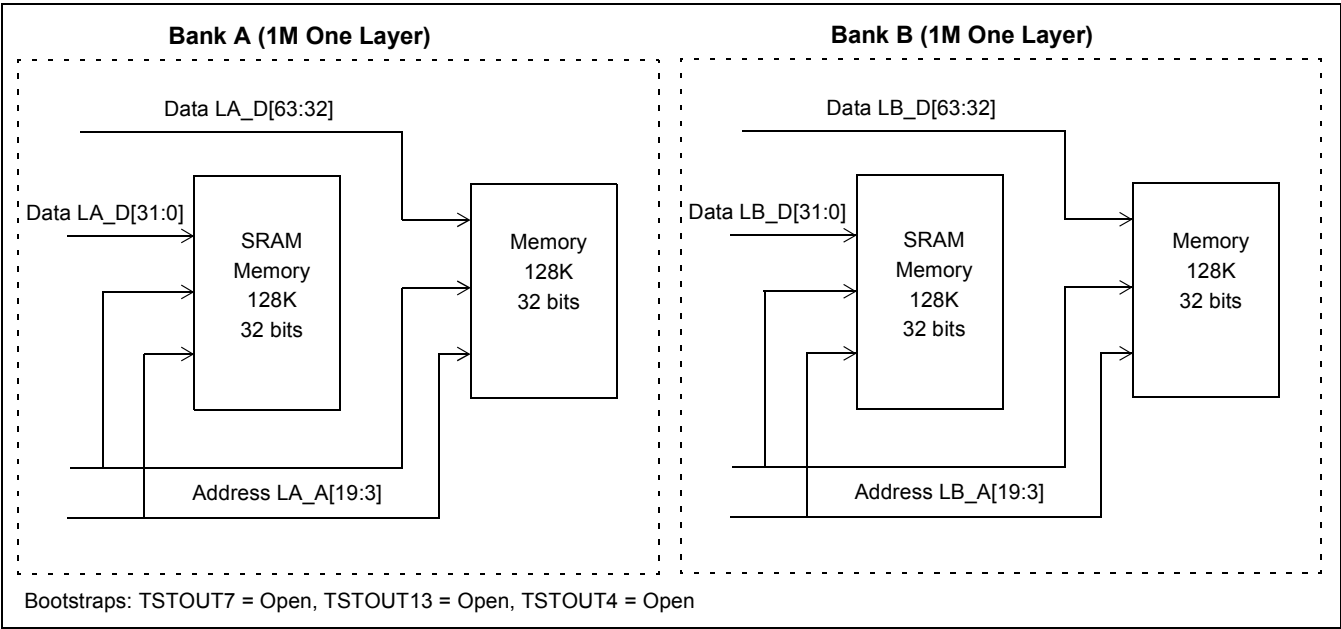 Bank A (1M One Layer)
Data LA_D[63:32]
Data LA_D[31:0]
SRAM
Memory
128K
32 bits
Memory
128K
32 bits
Address LA_A[19:3]
Bank B (1M One Layer)
Data LB_D[63:32]
Data LB_D[31:0]
SRAM
Memory
128K
32 bits
Memory
128K
32 bits
Address LB_A[19:3]
Bootstraps: TSTOUT7 = Open, TSTOUT13 = Open, TSTOUT4 = Open